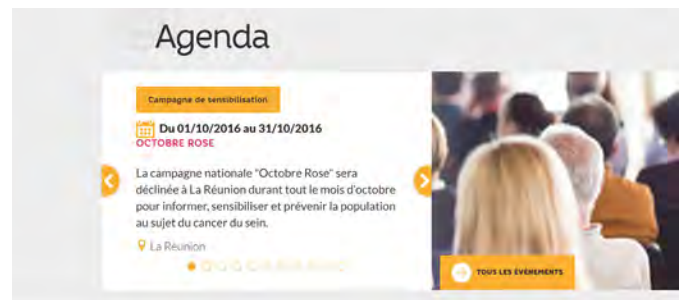 Agenda
Campagne de sensibilisation
Du 01/10/2016 au 31/10/2016
OCTOBRE ROSE
La campagne nationale "Octobre Rose" sera
déclinée à La Réunion durant tout le mois d'octobre
pour informer, sensibiliser et prévenir la population
au sujet du cancer du sein.
La Réunion
TOUS LES ÉVÉNEMENTS